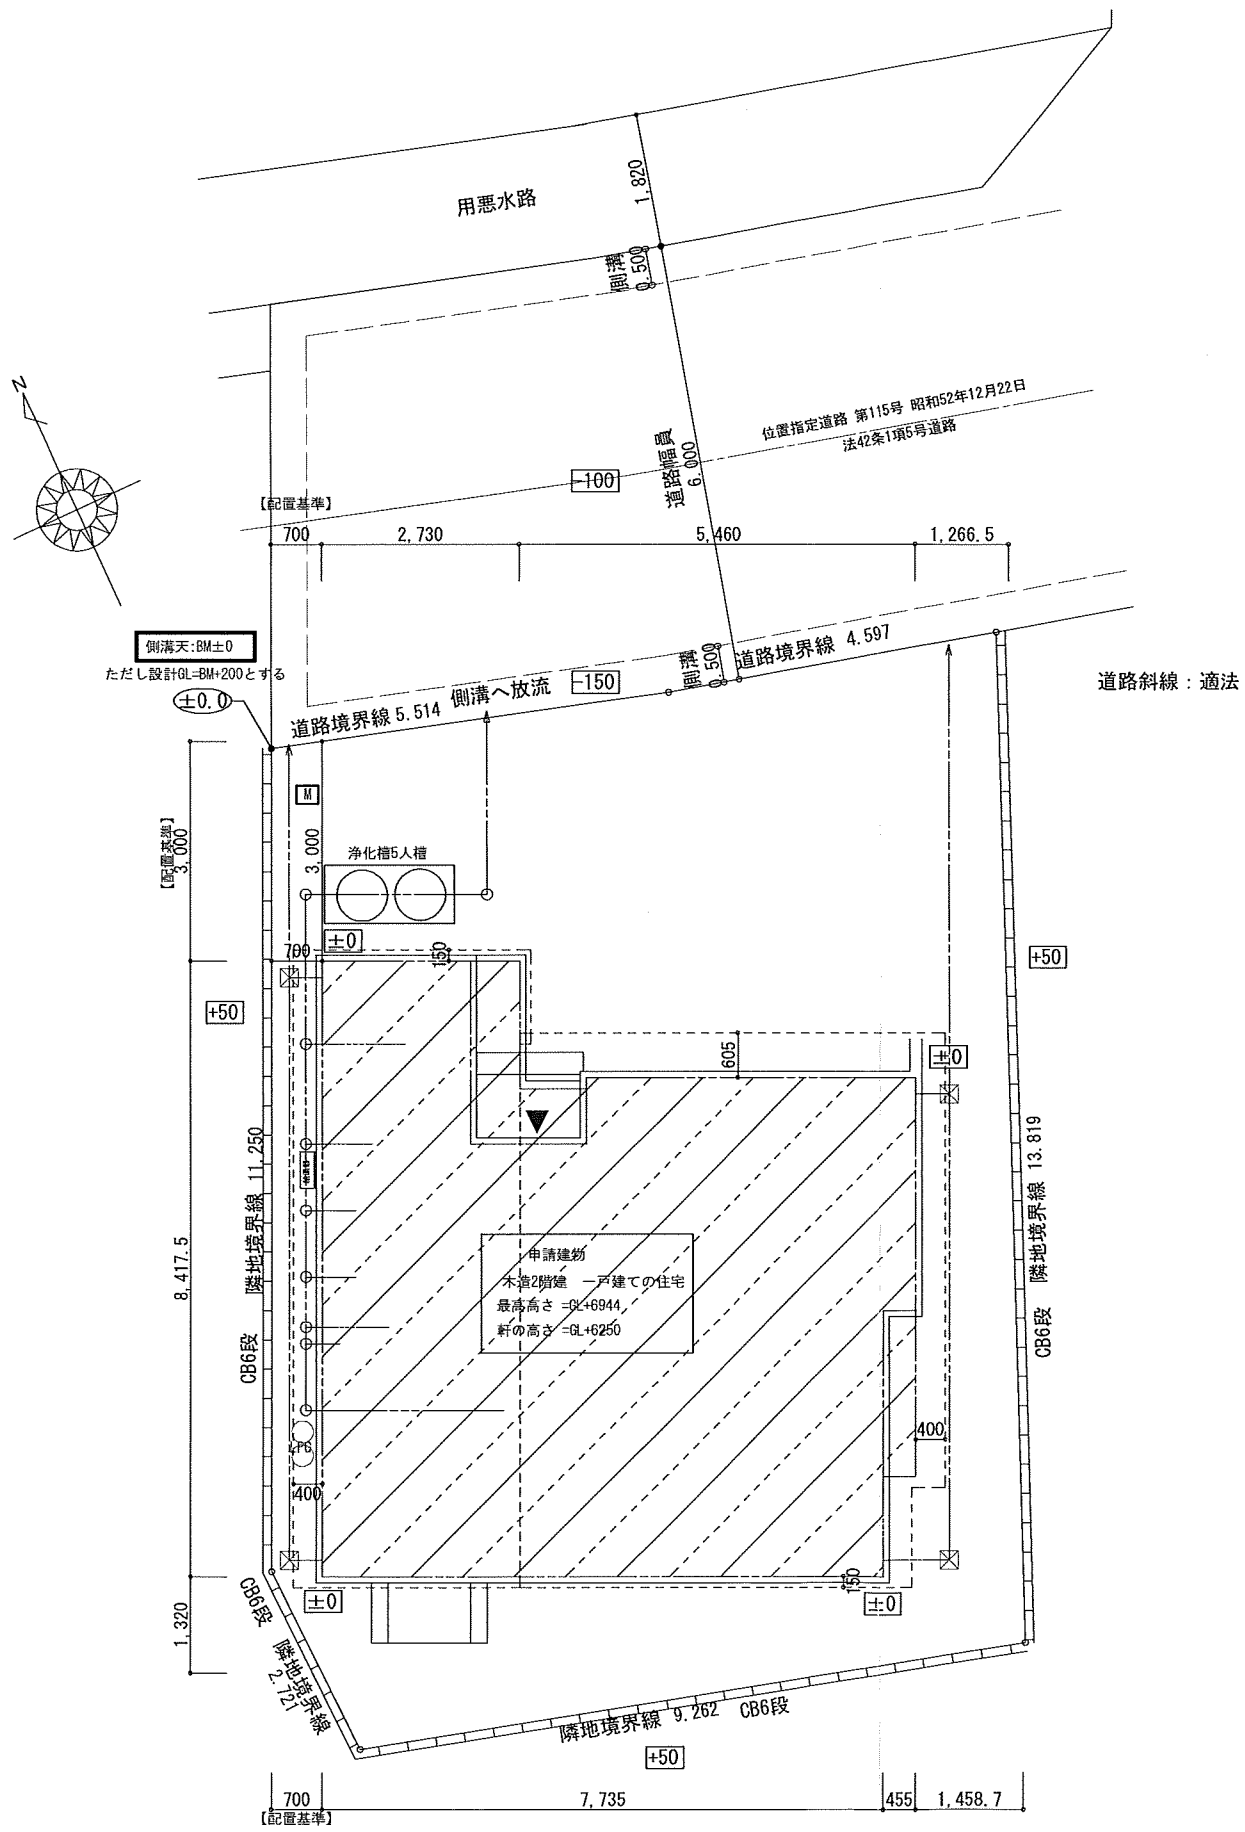 用悪水路
1,820
側溝
0.500
N
位置指定道路 第115号 昭和52年12月22日
法42条1項5号道路
道路幅員
6.000
-100
【配置基準】
700
2,730
5,460
1,266.5
側溝天:BM±0
ただし設計GL=BM+200とする
±0.0
道路境界線 5.514
側溝へ放流
-150
側溝
0.500
道路境界線 4.597
道路斜線:適法
M
【配置基準】
3,000
3,000
浄化槽5人槽
±0
700
150
+50
+50
605
±0
隣地境界線 11.250
CB6段
8,417.5
隣地境界線 13.819
CB6段
申請建物
木造2階建 一戸建ての住宅
最高高さ =GL+6944
軒の高さ =GL+6250
PG
400
400
±0
150
±0
1,320
CB6段
隣地境界線
2.721
隣地境界線 9.262 CB6段
+50
700
7,735
455
1,458.7
【配置基準】